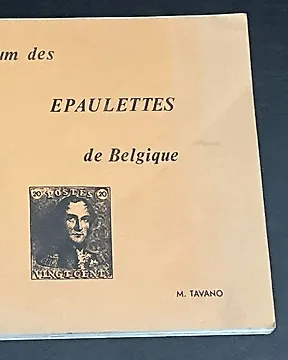 um des
EPAULETTES
de Belgique
20 POSTES 20
VINGT CENT
M. TAVANO